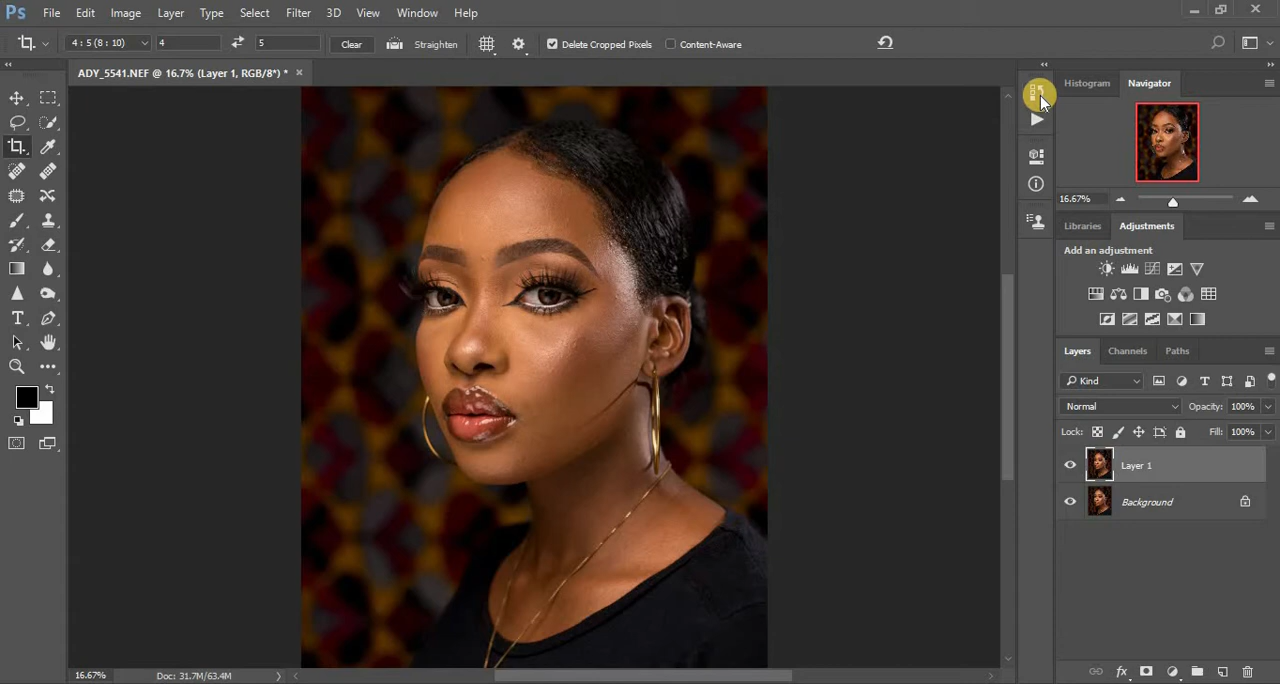 Ps File Edit Image Layer Type Select Filter 3D View Window Help
4 : 5 (8 : 10) 4 5 Clear Straighten Delete Cropped Pixels Content-Aware
ADY_5541.NEF @ 16.7% (Layer 1, RGB/8*) * ×
Histogram Navigator
16.67%
Libraries Adjustments
Add an adjustment
Layers Channels Paths
Kind
Normal Opacity: 100%
Lock: Fill: 100%
Layer 1
Background
16.67% Doc: 31.7M/63.4M